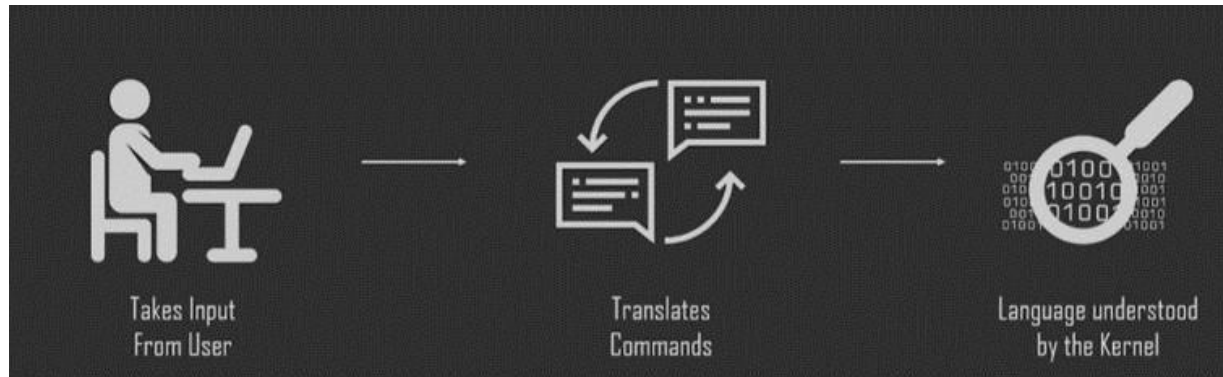 Takes Input
From User
Translates
Commands
Language understood
by the Kernel